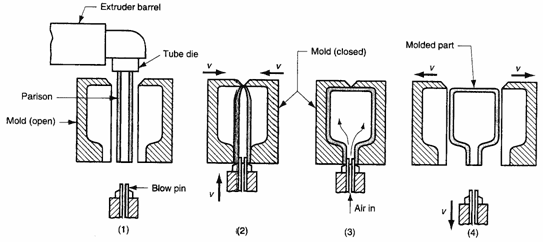 Extruder barrel
Tube die
Parison
Mold (open)
Blow pin
(1)
v
v
v
(2)
Mold (closed)
Air in
(3)
Molded part
v
v
v
(4)